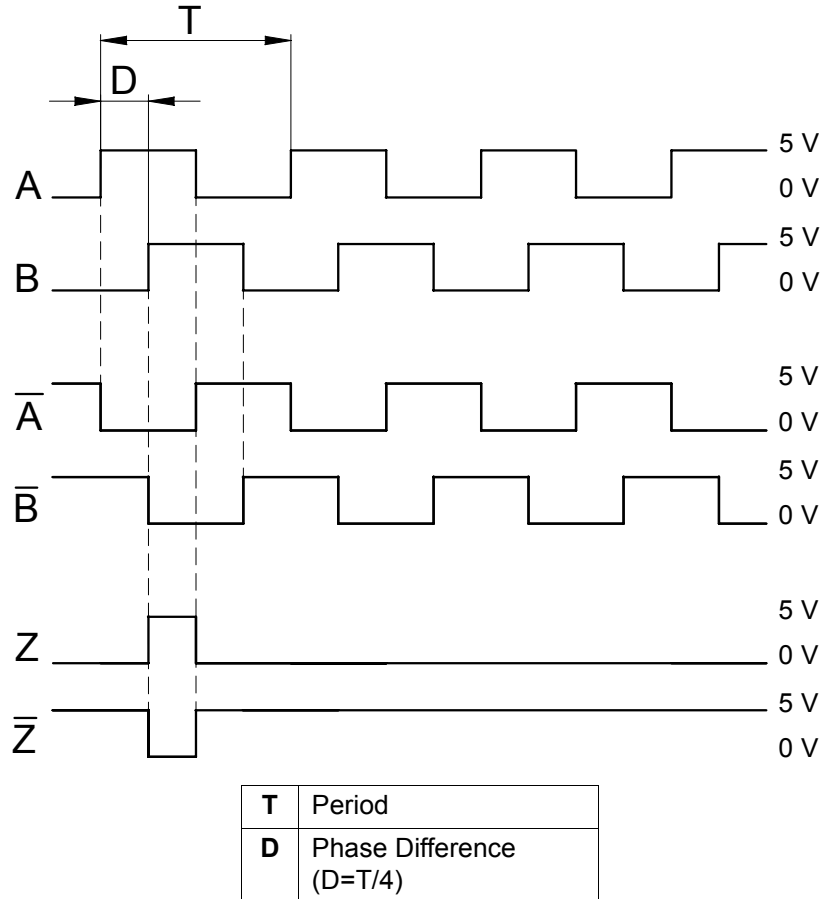 T
D
5 V
A
0 V
5 V
B
0 V
5 V
A̅
0 V
5 V
B̅
0 V
5 V
Z
0 V
5 V
Z̅
0 V
T Period
D Phase Difference
(D=T/4)